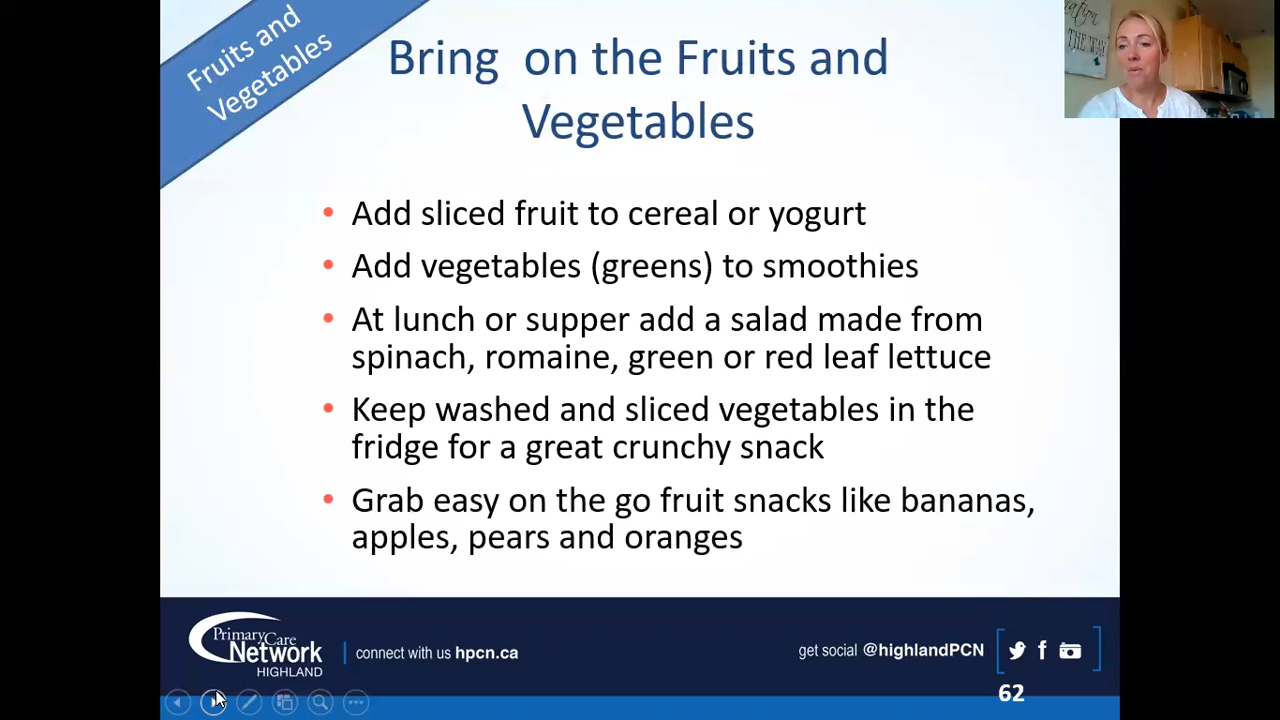 Fruits and
Vegetables
Bring on the Fruits and
Vegetables
• Add sliced fruit to cereal or yogurt
• Add vegetables (greens) to smoothies
• At lunch or supper add a salad made from
spinach, romaine, green or red leaf lettuce
• Keep washed and sliced vegetables in the
fridge for a great crunchy snack
• Grab easy on the go fruit snacks like bananas,
apples, pears and oranges
PrimaryCare
Network
HIGHLAND
connect with us hpcn.ca
get social @highlandPCN
62
THE WAY